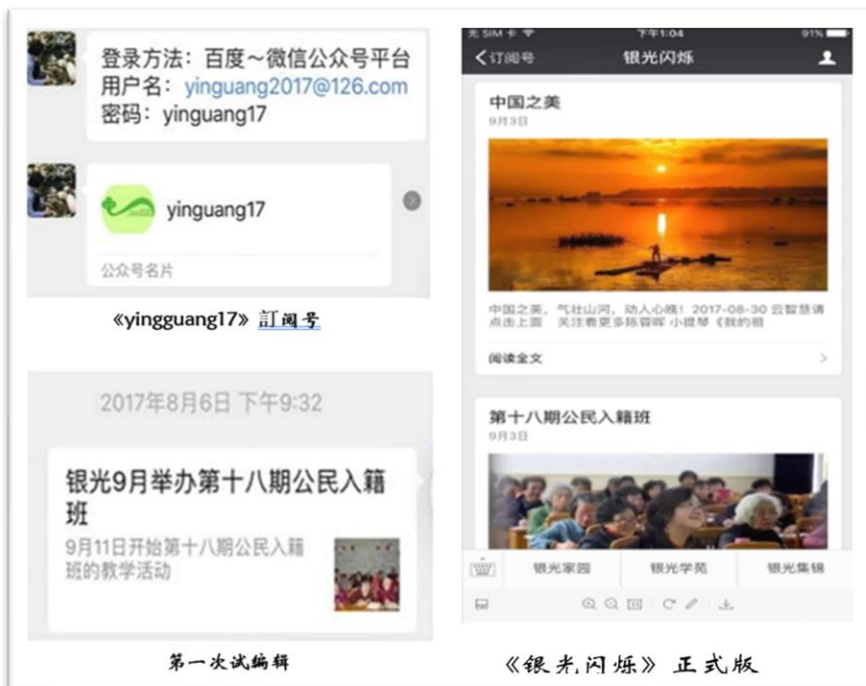 登录方法：百度～微信公众号平台
用户名：yinguang2017@126.com
密码：yinguang17
yinguang17
公众号名片
《yingguang17》訂阅号
2017年8月6日 下午9:32
银光9月举办第十八期公民入籍
班
9月11日开始第十八期公民入籍
班的教学活动
第一次试编辑
无 SIM 卡 下午1:04 91%
订阅号 银光闪烁
中国之美
9月3日
中国之美，气壮山河，动人心魄！2017-08-30 云智慧请
点击上面 关注看更多陈蓉晖 小提琴《我的祖
阅读全文
第十八期公民入籍班
9月3日
银光家园 银光学苑 银光集锦
《银光闪烁》正式版